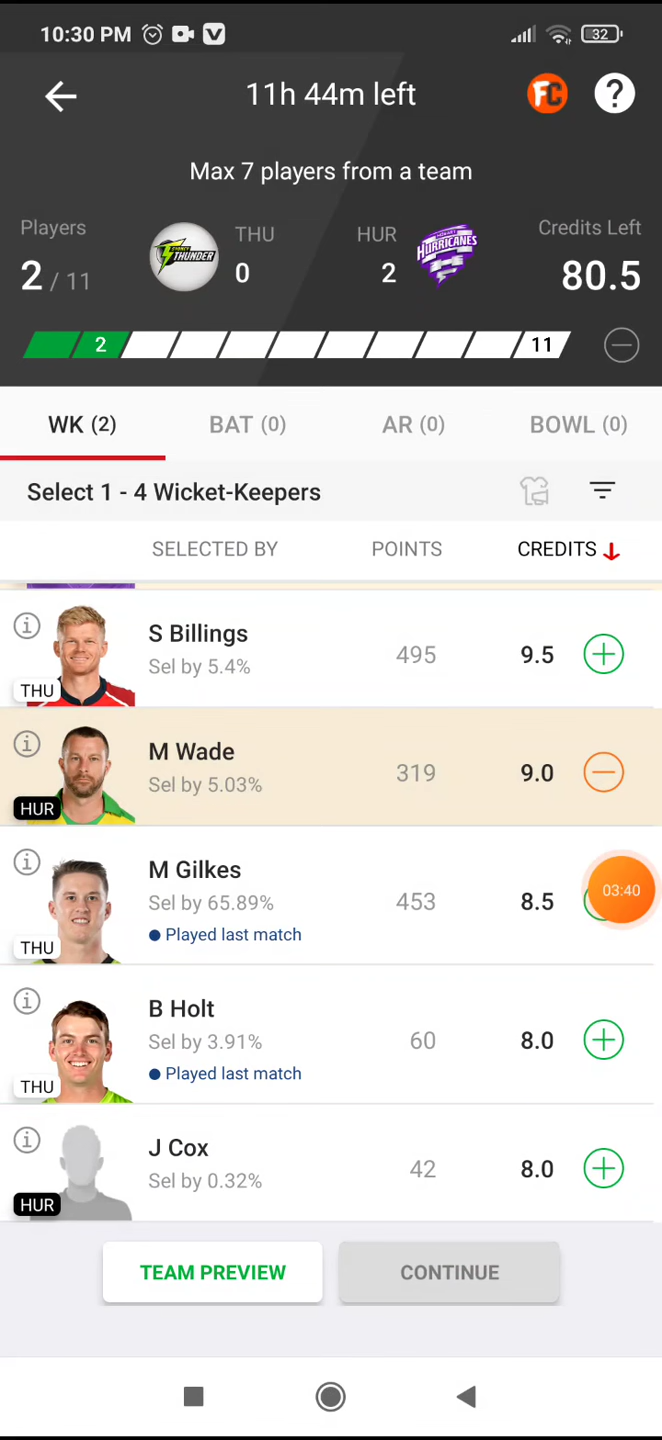 10:30 PM V 32
11h 44m left FC ?
Max 7 players from a team
Players THU HUR Credits Left
2 / 11 SYDNEY THUNDER 0 2 HURRICANES 80.5
2 11
WK (2) BAT (0) AR (0) BOWL (0)
Select 1 - 4 Wicket-Keepers
SELECTED BY POINTS CREDITS
S Billings
Sel by 5.4% 495 9.5
THU
M Wade
Sel by 5.03% 319 9.0
HUR
M Gilkes
Sel by 65.89% 453 8.5 03:40
Played last match
THU
B Holt
Sel by 3.91% 60 8.0
Played last match
THU
J Cox
Sel by 0.32% 42 8.0
HUR
TEAM PREVIEW CONTINUE